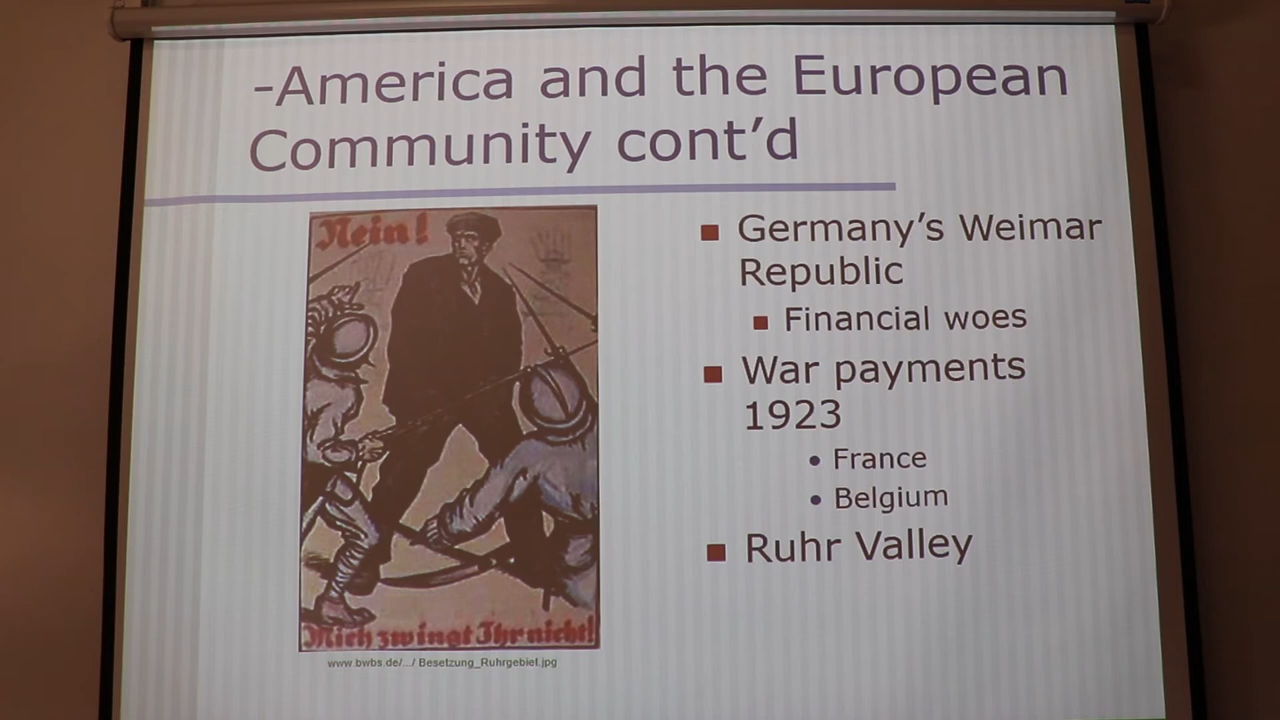 -America and the European
Community cont’d
Nein!
Mich zwingt Ihr nicht!
www.bwbs.de/.../ Besetzung_Ruhrgebiet.jpg
Germany’s Weimar
Republic
Financial woes
War payments
1923
France
Belgium
Ruhr Valley